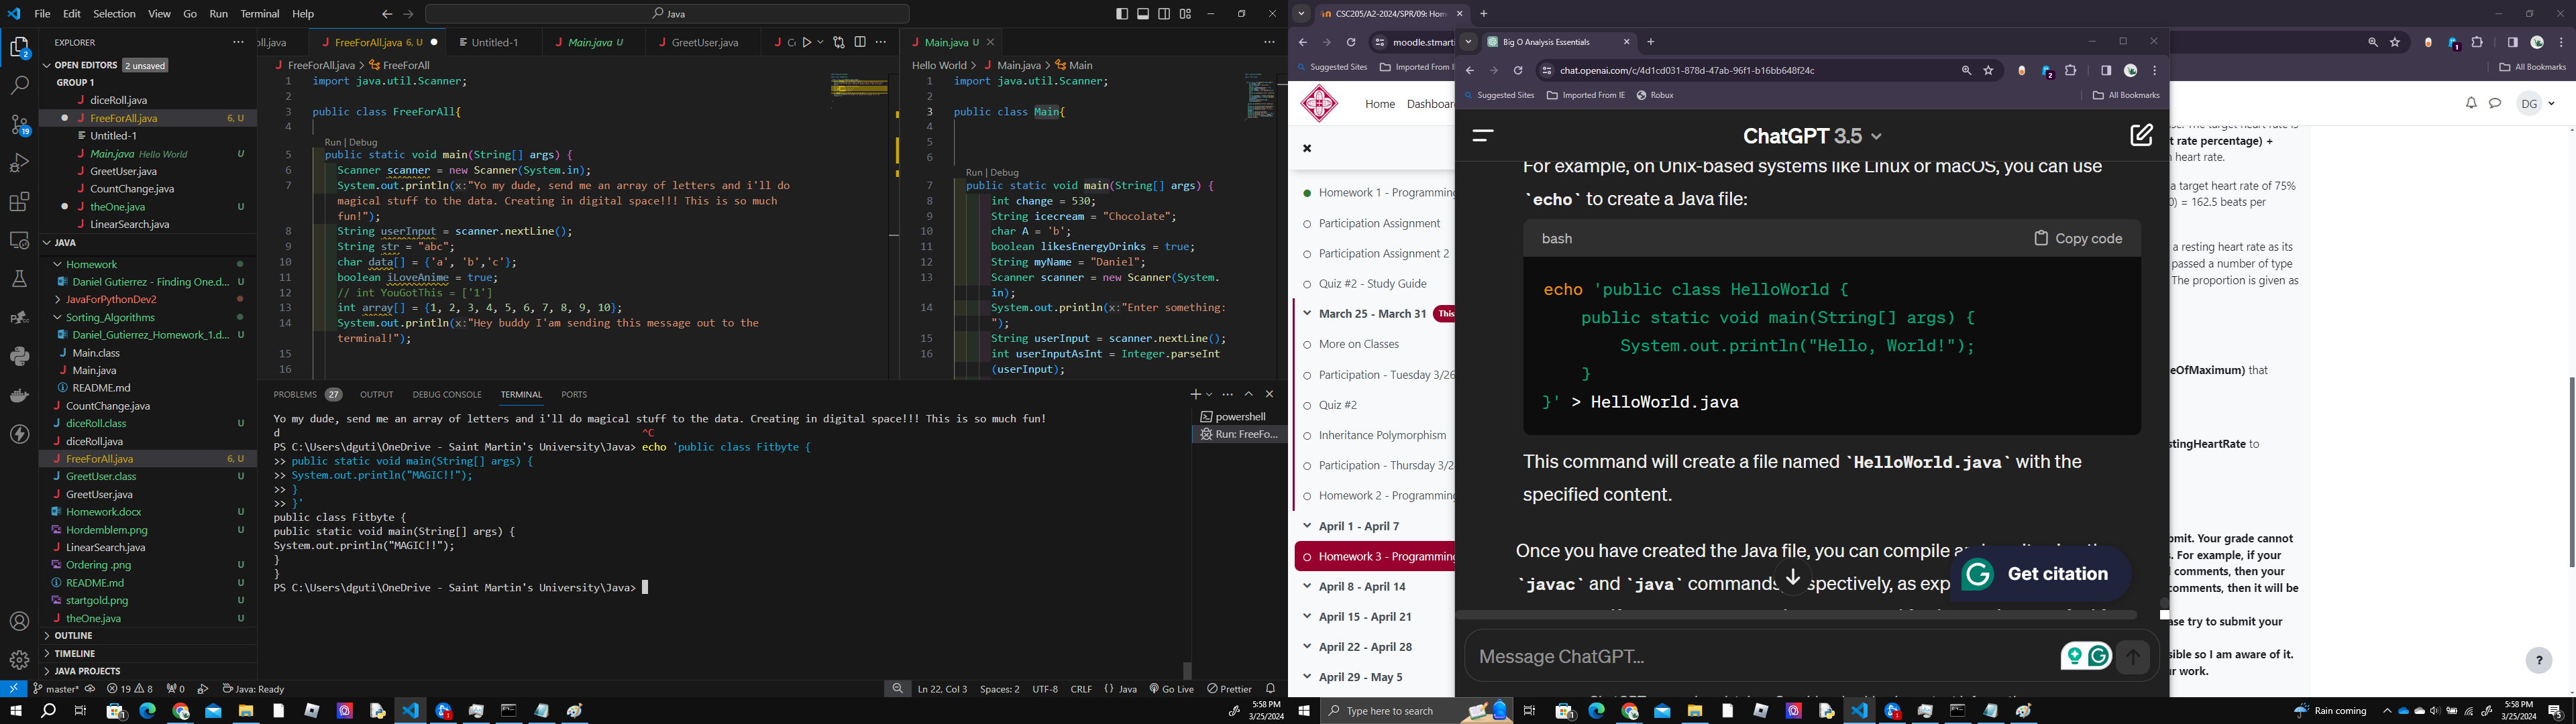 File Edit Selection View Go Run Terminal Help
Java
EXPLORER
OPEN EDITORS 2 unsaved
GROUP 1
diceRoll.java
FreeForAll.java 6, U
Untitled-1
Main.java Hello World U
GreetUser.java
CountChange.java
theOne.java U
LinearSearch.java
JAVA
Homework
Daniel Gutierrez - Finding One.d... U
JavaForPythonDev2
Sorting_Algorithms
Daniel_Gutierrez_Homework_1.d... U
Main.class
Main.java
README.md
CountChange.java
diceRoll.class U
diceRoll.java
FreeForAll.java 6, U
GreetUser.class U
GreetUser.java
Homework.docx U
Hordemblem.png U
LinearSearch.java
Ordering .png U
README.md U
startgold.png U
theOne.java U
OUTLINE
TIMELINE
JAVA PROJECTS
oll.java
FreeForAll.java 6, U
Untitled-1
Main.java U
GreetUser.java
FreeForAll.java > FreeForAll
1 import java.util.Scanner;
2
3 public class FreeForAll{
4
Run | Debug
5 public static void main(String[] args) {
6 Scanner scanner = new Scanner(System.in);
7 System.out.println(x:"Yo my dude, send me an array of letters and i'll do
magical stuff to the data. Creating in digital space!!! This is so much
fun!");
8 String userInput = scanner.nextLine();
9 String str = "abc";
10 char data[] = {'a', 'b','c'};
11 boolean iLoveAnime = true;
12 // int YouGotThis = ['1']
13 int array[] = {1, 2, 3, 4, 5, 6, 7, 8, 9, 10};
14 System.out.println(x:"Hey buddy I'am sending this message out to the
terminal!");
15
16
Main.java U
Hello World > Main.java > Main
1 import java.util.Scanner;
2
3 public class Main{
4
5
6
Run | Debug
7 public static void main(String[] args) {
8 int change = 530;
9 String icecream = "Chocolate";
10 char A = 'b';
11 boolean likesEnergyDrinks = true;
12 String myName = "Daniel";
13 Scanner scanner = new Scanner(System.
in);
14 System.out.println(x:"Enter something:
");
15 String userInput = scanner.nextLine();
16 int userInputAsInt = Integer.parseInt
(userInput);
PROBLEMS 27 OUTPUT DEBUG CONSOLE TERMINAL PORTS
Yo my dude, send me an array of letters and i'll do magical stuff to the data. Creating in digital space!!! This is so much fun!
d ^C
PS C:\Users\dguti\OneDrive - Saint Martin's University\Java> echo 'public class Fitbyte {
>> public static void main(String[] args) {
>> System.out.println("MAGIC!!");
>> }
>> }'
public class Fitbyte {
public static void main(String[] args) {
System.out.println("MAGIC!!");
}
}
PS C:\Users\dguti\OneDrive - Saint Martin's University\Java>
powershell
Run: FreeFo...
master* 19 8 0 Java: Ready
Ln 22, Col 3 Spaces: 2 UTF-8 CRLF {} Java Go Live Prettier
5:58 PM
3/25/2024
CSC205/A2-2024/SPR/09: Hom
moodle.stmarti
Suggested Sites Imported From I
All Bookmarks
Home Dashboar
DG
Homework 1 - Programmin
Participation Assignment
Participation Assignment 2
Quiz #2 - Study Guide
March 25 - March 31 This
More on Classes
Participation - Tuesday 3/26
Quiz #2
Inheritance Polymorphism
Participation - Thursday 3/2
Homework 2 - Programmin
April 1 - April 7
Homework 3 - Programmin
April 8 - April 14
April 15 - April 21
April 22 - April 28
April 29 - May 5
Big O Analysis Essentials
chat.openai.com/c/4d1cd031-878d-47ab-96f1-b16bb648f24c
Suggested Sites Imported From IE Robux All Bookmarks
ChatGPT 3.5
For example, on Unix-based systems like Linux or macOS, you can use
`echo` to create a Java file:
bash Copy code
echo 'public class HelloWorld {
public static void main(String[] args) {
System.out.println("Hello, World!");
}
}' > HelloWorld.java
This command will create a file named `HelloWorld.java` with the
specified content.
Once you have created the Java file, you can compile
`javac` and `java` commands
Get citation
Message ChatGPT...
t rate percentage) +
heart rate.
a target heart rate of 75%
0) = 162.5 beats per
a resting heart rate as its
passed a number of type
The proportion is given as
eOfMaximum) that
stingHeartRate to
bmit. Your grade cannot
. For example, if your
comments, then your
comments, then it will be
ase try to submit your
sible so I am aware of it.
ur work.
?
Type here to search
Rain coming
5:58 PM
3/25/2024